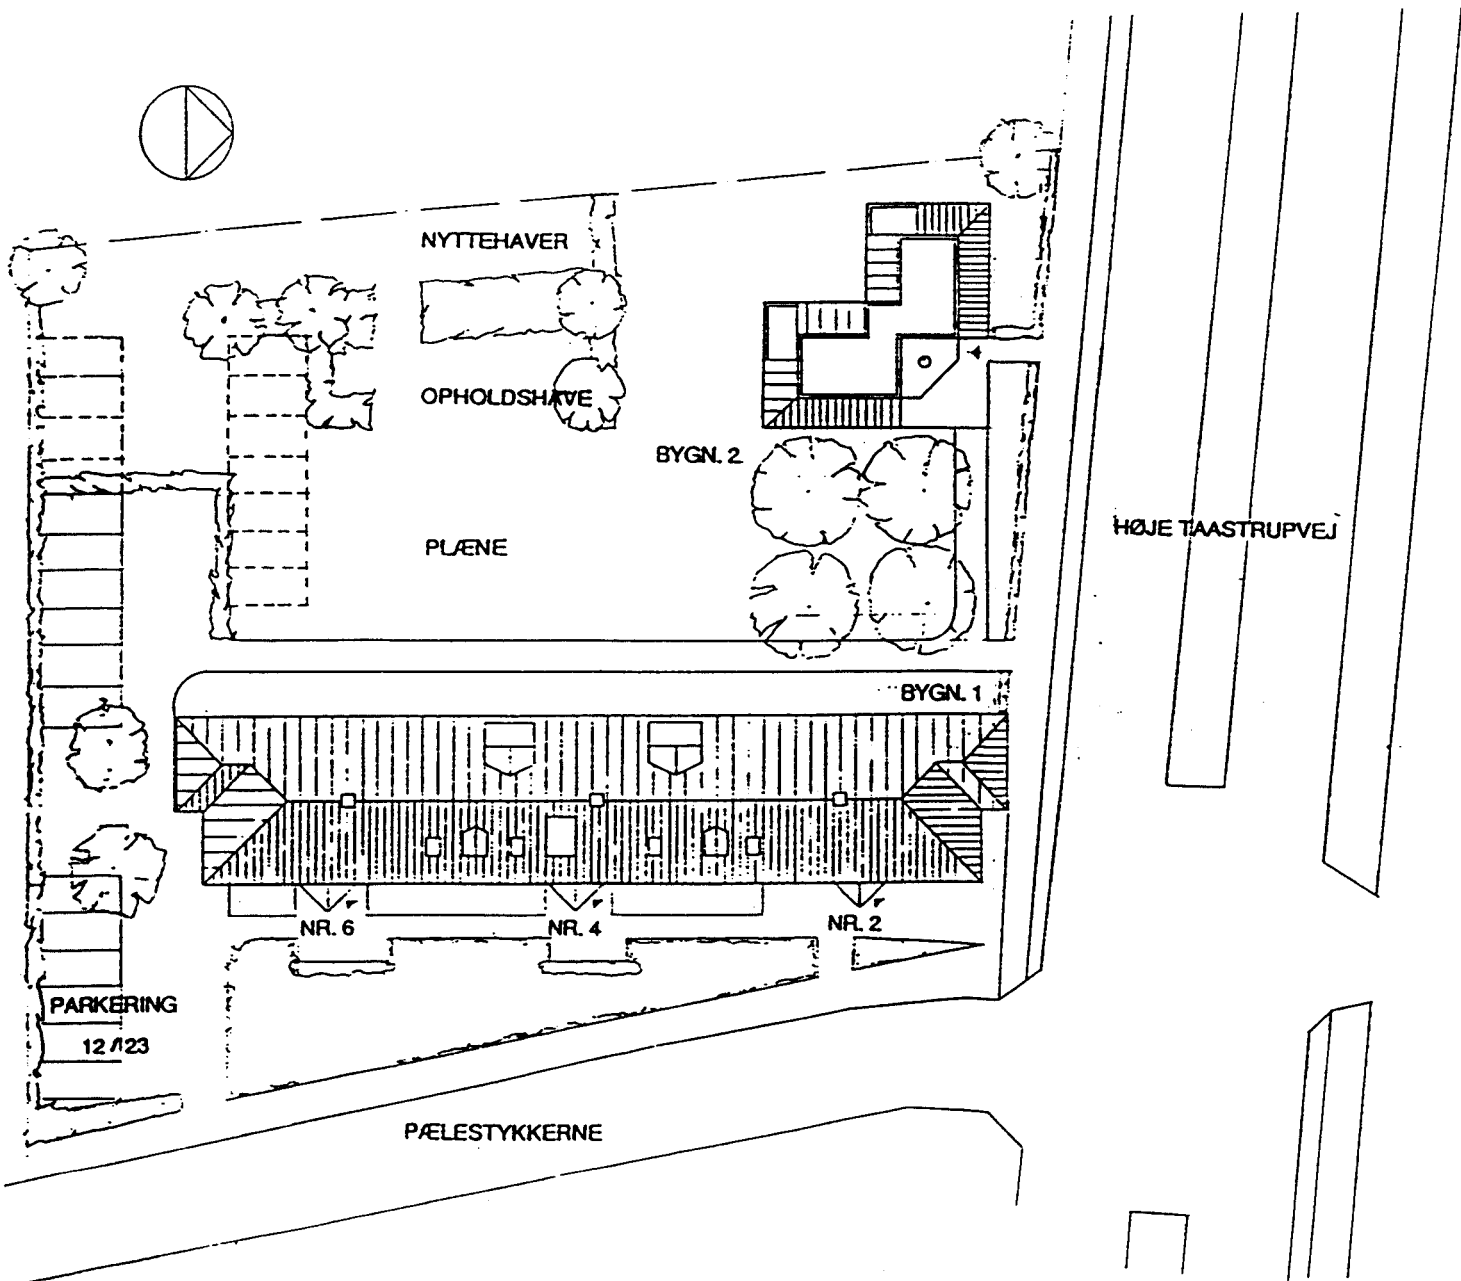 NYTTEHAVER
OPHOLDSHAVE
BYGN. 2
HØJE TAASTRUPVEJ
PLÆNE
BYGN. 1
NR. 6
NR. 4
NR. 2
PARKERING
12 / 123
PÆLESTYKKERNE